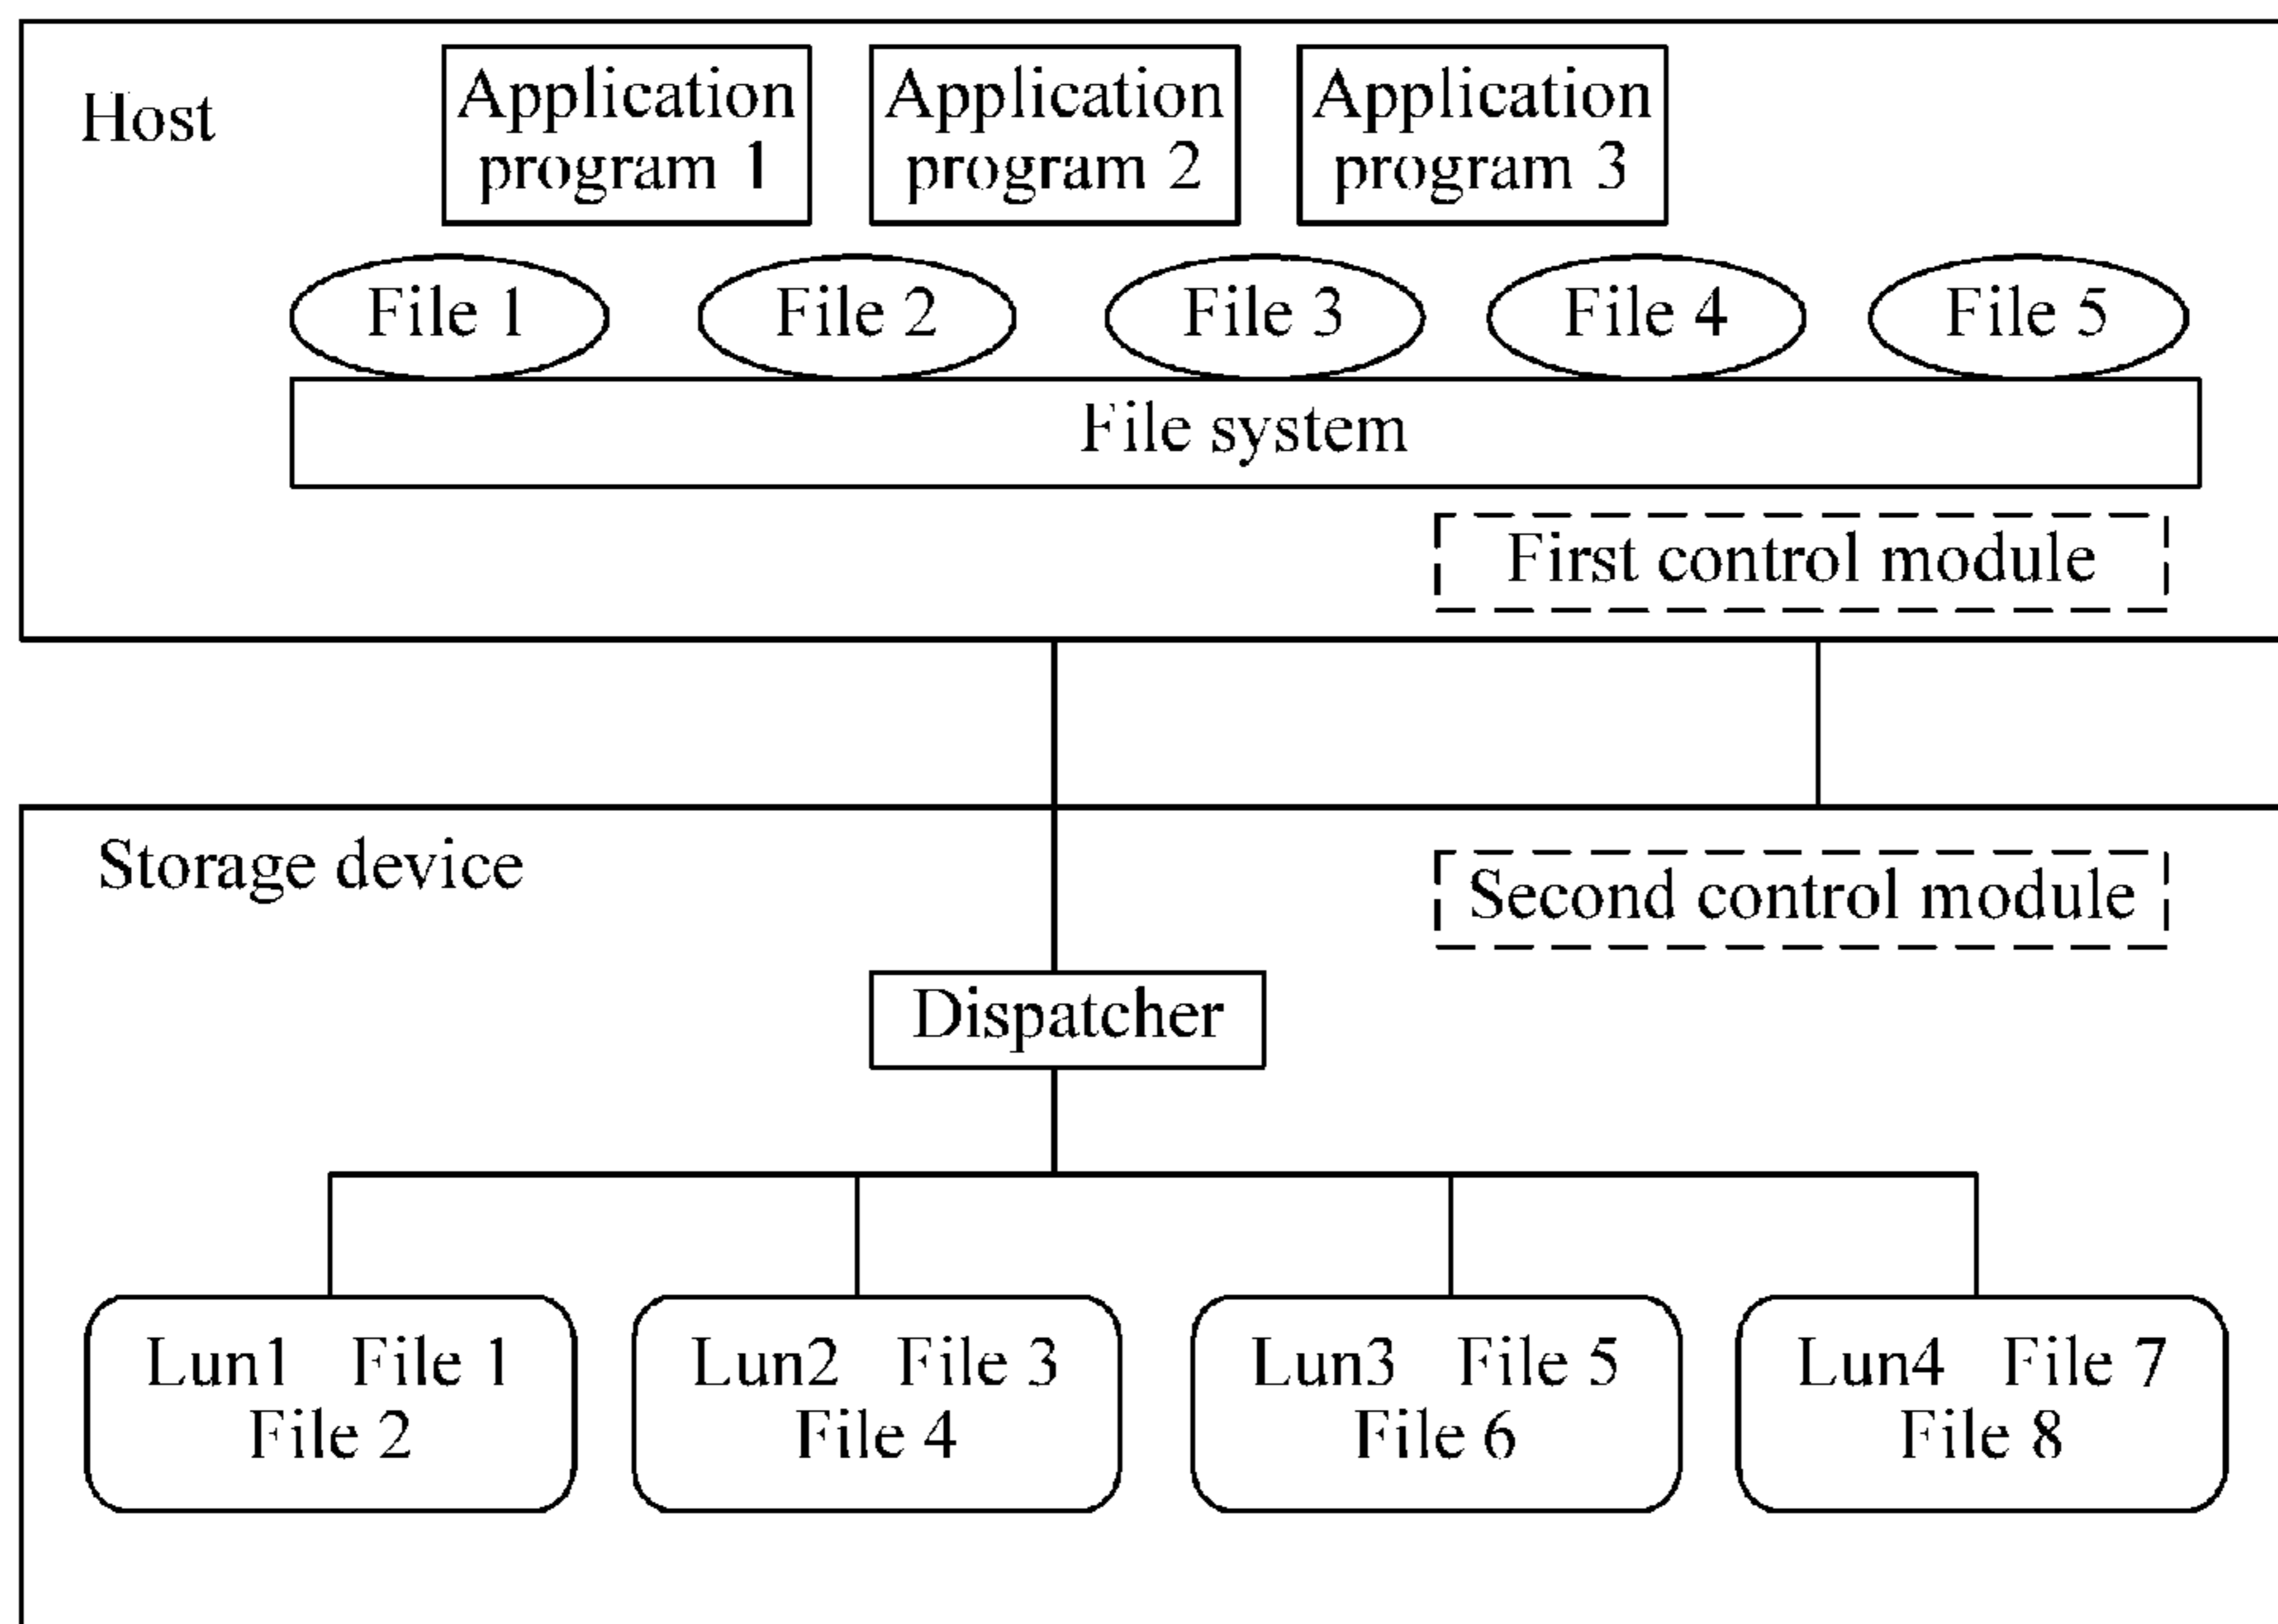 Host
Application
program 1
Application
program 2
Application
program 3
File 1
File 2
File 3
File 4
File 5
File system
First control module
Storage device
Second control module
Dispatcher
Lun1 File 1
File 2
Lun2 File 3
File 4
Lun3 File 5
File 6
Lun4 File 7
File 8